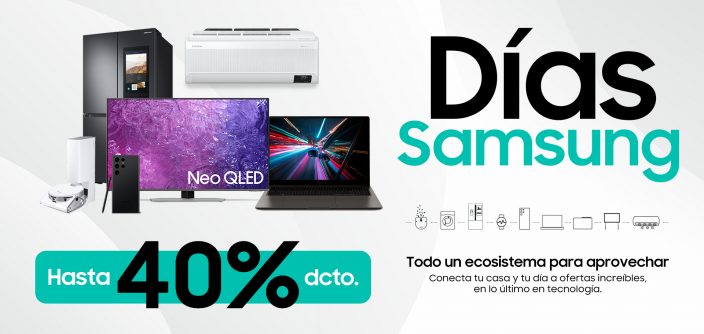 Días
Samsung
Neo QLED
Hasta 40% dcto.
Todo un ecosistema para aprovechar
Conecta tu casa y tu día a ofertas increíbles,
en lo último en tecnología.